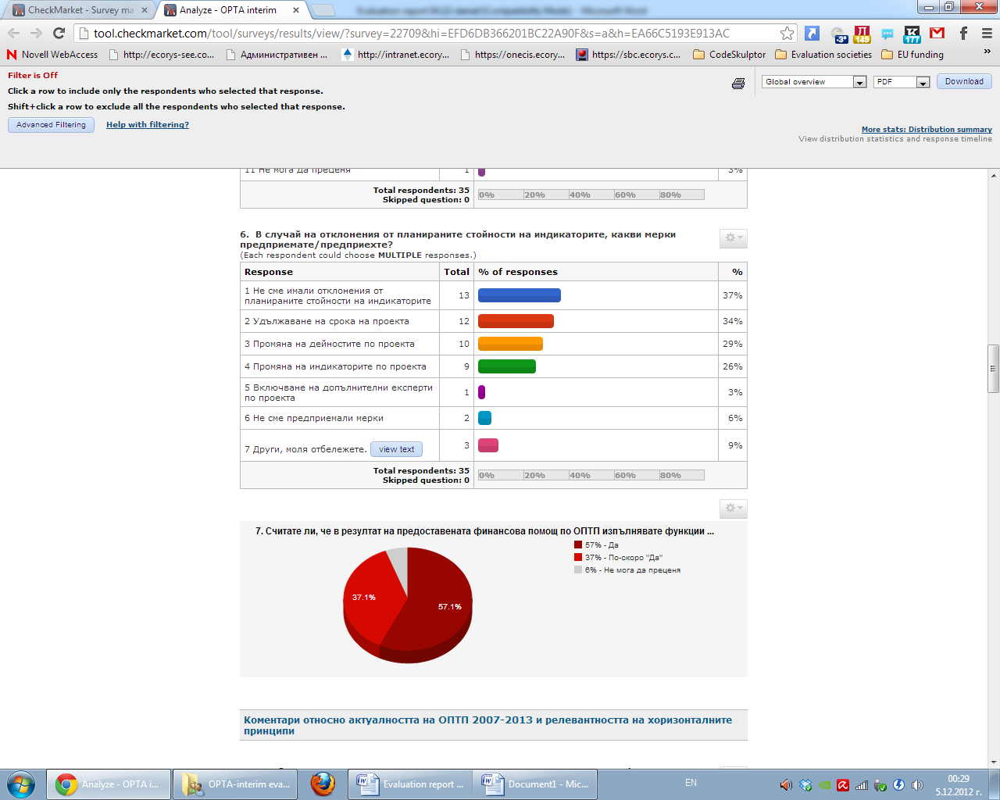 CheckMarket - Survey ma
Analyze - OPTA interim
Evaluation report
[Compatibility Mode] - Microsoft Word
tool.checkmarket.com/tool/surveys/results/view/?survey=22709&hi=EFD6DB366201BC22A90F&s=a&h=EA66C5193E913AC
Novell WebAccess
http://ecorys-see.co...
Административен ...
http://intranet.ecory...
https://onecis.ecory...
https://sbc.ecorys.c...
CodeSkulptor
Evaluation societies
EU funding
»
Filter is Off
Click a row to include only the respondents who selected that response.
Shift+click a row to exclude all the respondents who selected that response.
Advanced Filtering
Help with filtering?
Global overview
PDF
Download
More stats: Distribution summary
View distribution statistics and response timeline
11 Не мога да преценя 1 3%
Total respondents: 35
Skipped question: 0
0% 20% 40% 60% 80%
6. В случай на отклонения от планираните стойности на индикаторите, какви мерки
предприемате/предприехте?
(Each respondent could choose MULTIPLE responses.)
Response Total % of responses %
1 Не сме имали отклонения от
планираните стойности на индикаторите 13 37%
2 Удължаване на срока на проекта 12 34%
3 Промяна на дейностите по проекта 10 29%
4 Промяна на индикаторите по проекта 9 26%
5 Включване на допълнителни експерти
по проекта 1 3%
6 Не сме предприемали мерки 2 6%
7 Други, моля отбележете. view text 3 9%
Total respondents: 35
Skipped question: 0
0% 20% 40% 60% 80%
7. Считате ли, че в резултат на предоставената финансова помощ по ОПТП изпълнявате функции ...
57% - Да
37% - По-скоро "Да"
6% - Не мога да преценя
37.1%
57.1%
Коментари относно актуалността на ОПТП 2007-2013 и релевантността на хоризонталните
принципи
Analyze - OPTA i...
OPTA-interim eva...
Evaluation report ...
Document1 - Mic...
EN
00:29
5.12.2012 г.